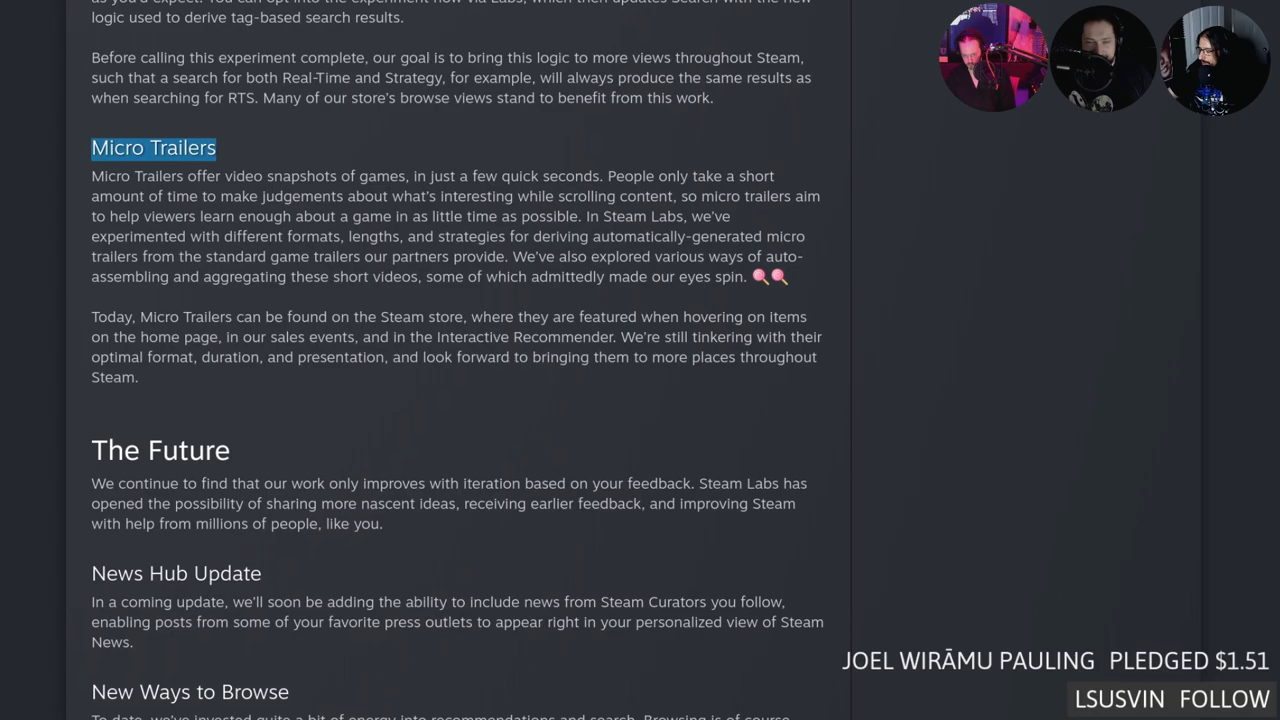 logic used to derive tag-based search results.
Before calling this experiment complete, our goal is to bring this logic to more views throughout Steam,
such that a search for both Real-Time and Strategy, for example, will always produce the same results as
when searching for RTS. Many of our store's browse views stand to benefit from this work.
Micro Trailers
Micro Trailers offer video snapshots of games, in just a few quick seconds. People only take a short
amount of time to make judgements about what's interesting while scrolling content, so micro trailers aim
to help viewers learn enough about a game in as little time as possible. In Steam Labs, we've
experimented with different formats, lengths, and strategies for deriving automatically-generated micro
trailers from the standard game trailers our partners provide. We've also explored various ways of auto-
assembling and aggregating these short videos, some of which admittedly made our eyes spin. 🍭🍭
Today, Micro Trailers can be found on the Steam store, where they are featured when hovering on items
on the home page, in our sales events, and in the Interactive Recommender. We're still tinkering with their
optimal format, duration, and presentation, and look forward to bringing them to more places throughout
Steam.
The Future
We continue to find that our work only improves with iteration based on your feedback. Steam Labs has
opened the possibility of sharing more nascent ideas, receiving earlier feedback, and improving Steam
with help from millions of people, like you.
News Hub Update
In a coming update, we'll soon be adding the ability to include news from Steam Curators you follow,
enabling posts from some of your favorite press outlets to appear right in your personalized view of Steam
News.
JOEL WIRĀMU PAULING PLEDGED $1.51
New Ways to Browse
LSUSVIN FOLLOW